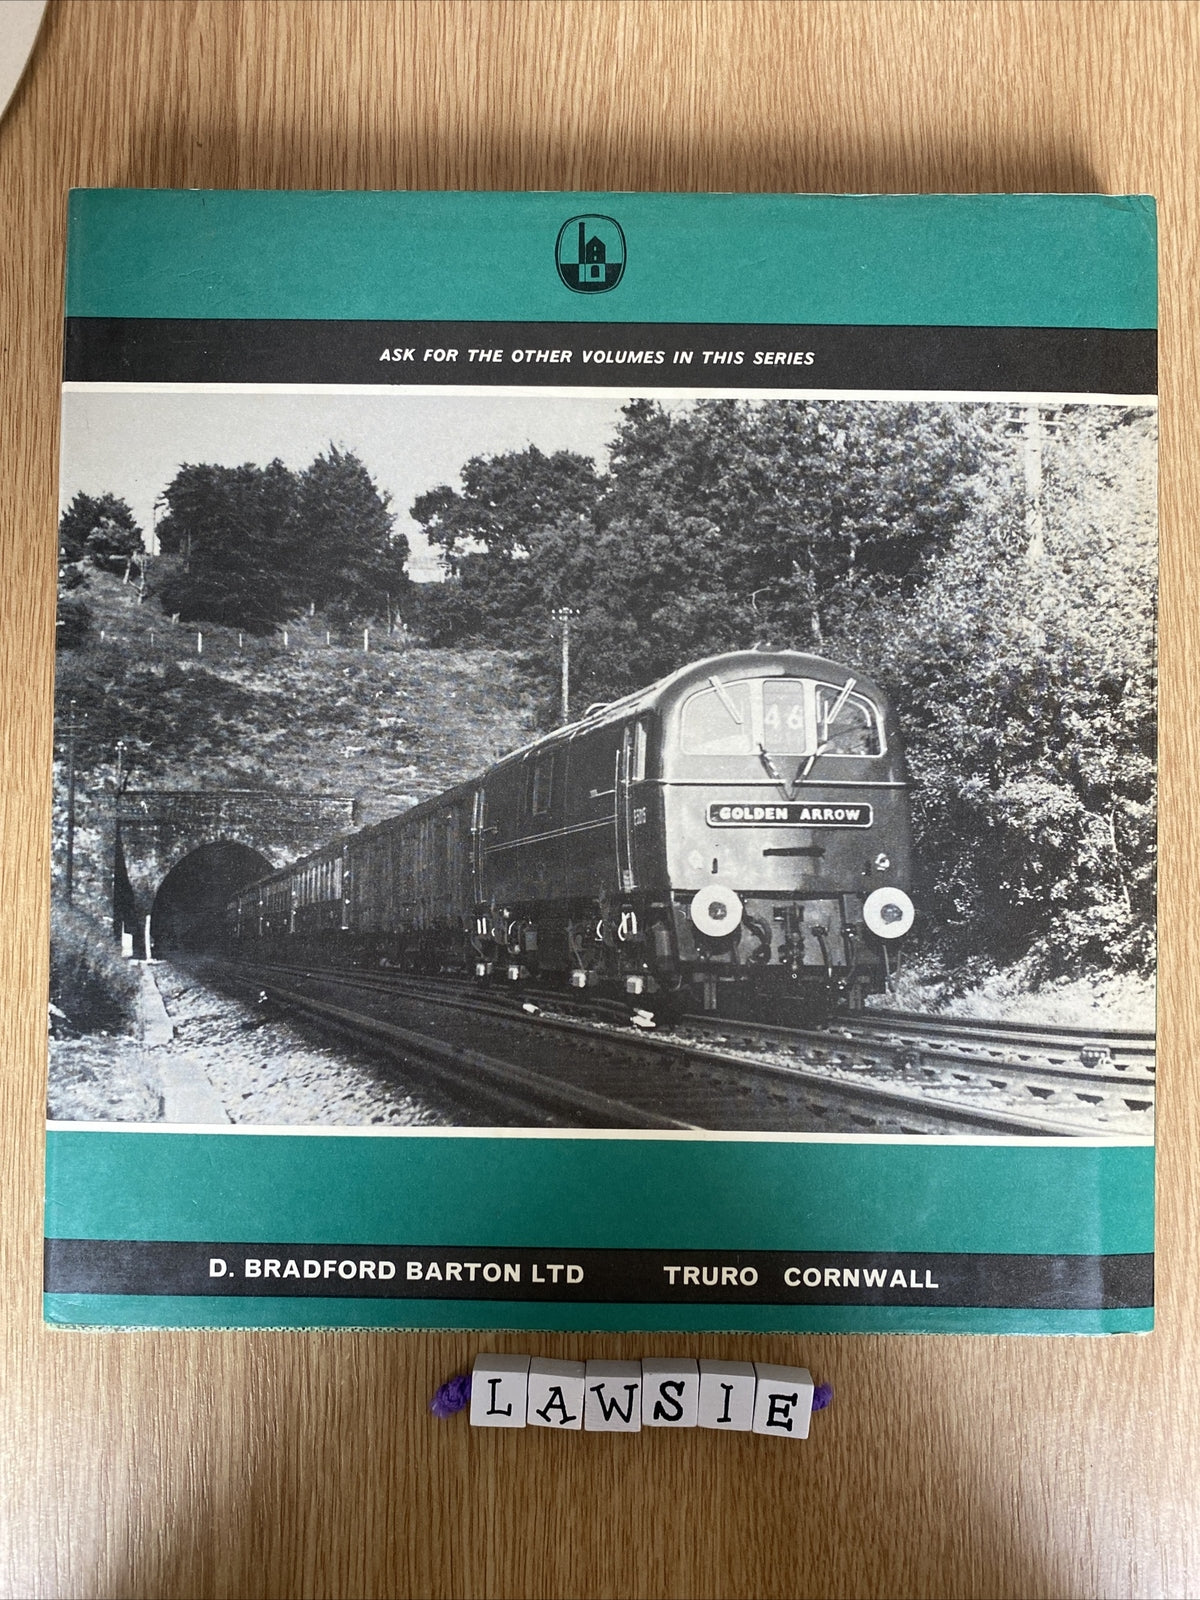 ASK FOR THE OTHER VOLUMES IN THIS SERIES
46
GOLDEN ARROW
D. BRADFORD BARTON LTD TRURO CORNWALL
LAWSIE